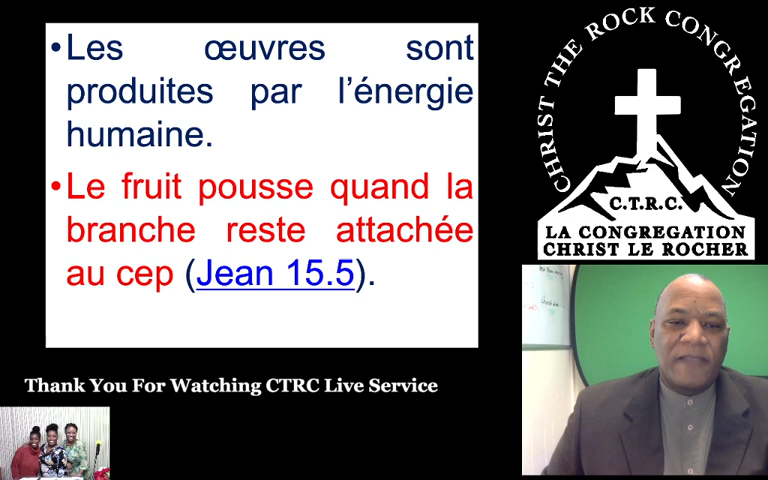 •Les œuvres sont
produites par l’énergie
humaine.
•Le fruit pousse quand la
branche reste attachée
au cep (Jean 15.5).
CHRIST THE ROCK CONGREGATION
C.T.R.C.
LA CONGREGATION
CHRIST LE ROCHER
Thank You For Watching CTRC Live Service